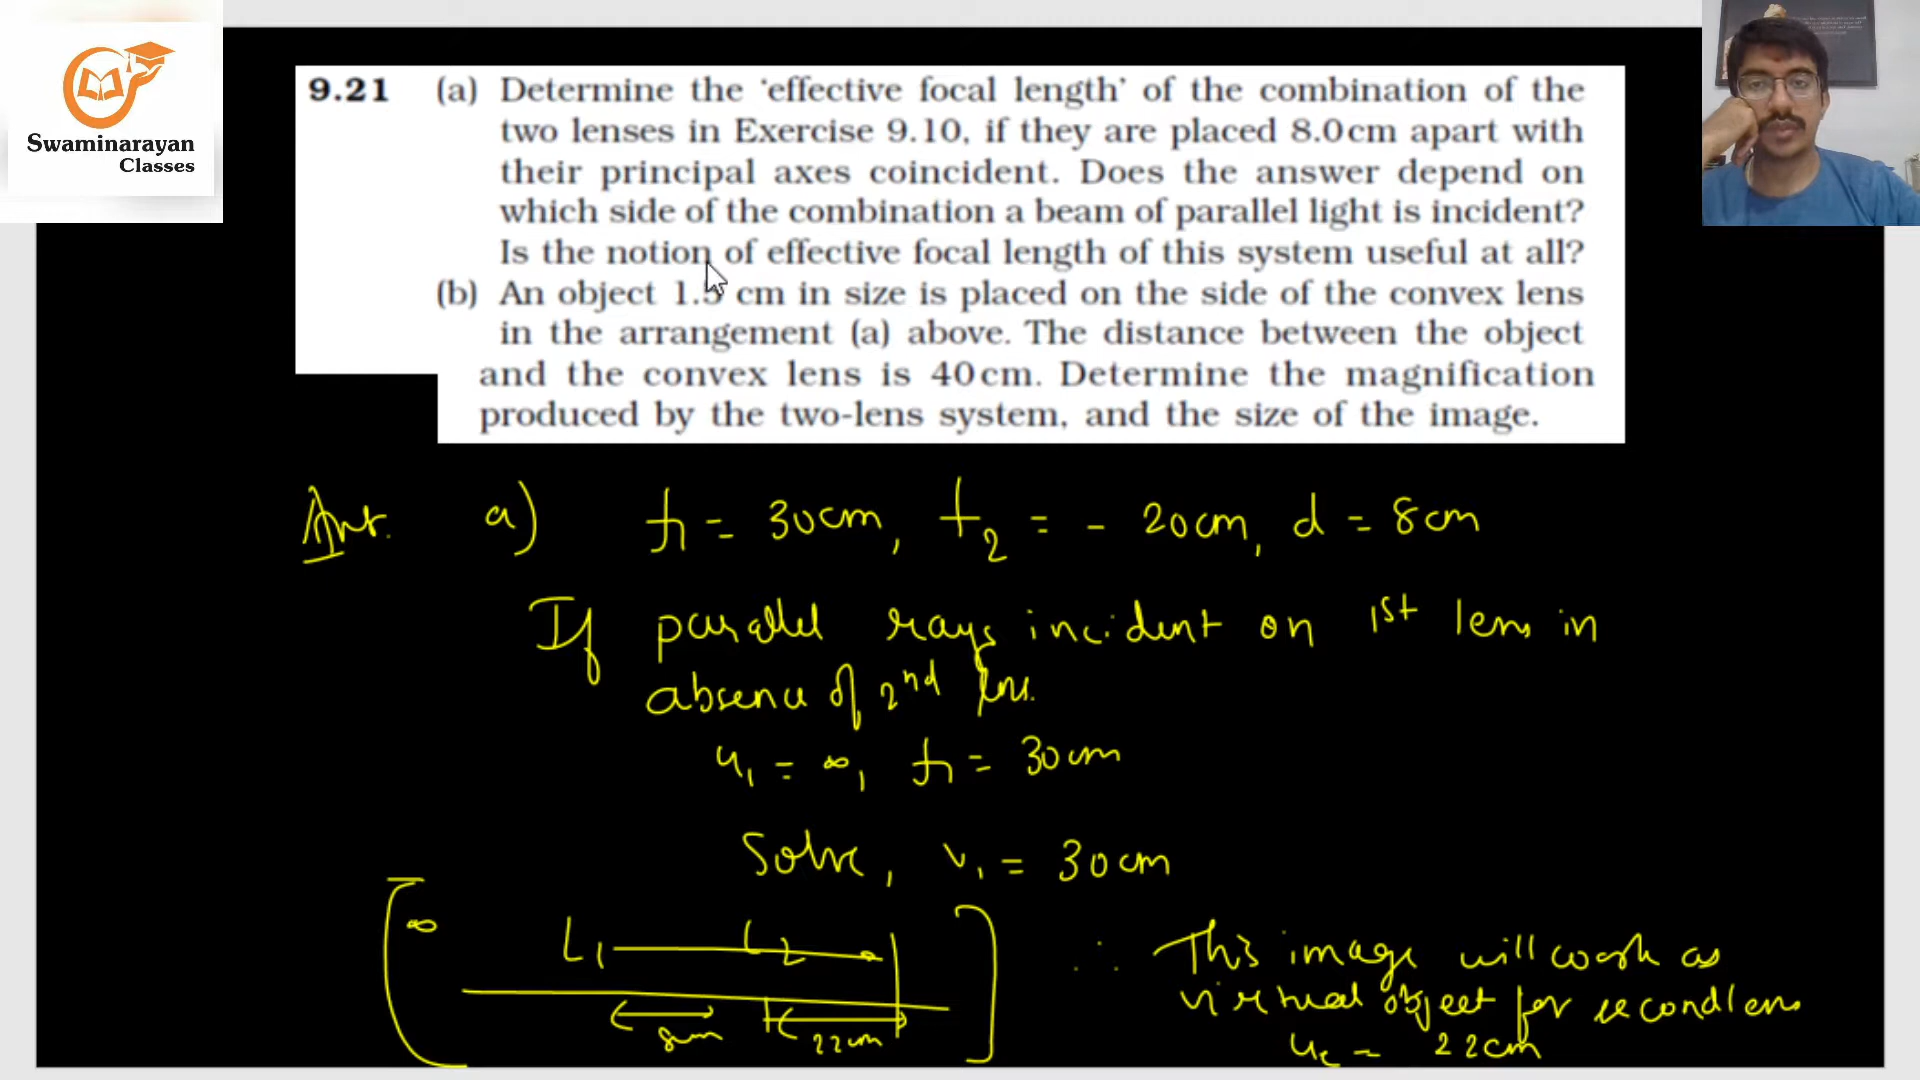 Swaminarayan
Classes
9.21 (a) Determine the ‘effective focal length’ of the combination of the
two lenses in Exercise 9.10, if they are placed 8.0cm apart with
their principal axes coincident. Does the answer depend on
which side of the combination a beam of parallel light is incident?
Is the notion of effective focal length of this system useful at all?
(b) An object 1.5 cm in size is placed on the side of the convex lens
in the arrangement (a) above. The distance between the object
and the convex lens is 40cm. Determine the magnification
produced by the two-lens system, and the size of the image.
Ans. a) f1 = 30cm, f2 = - 20cm, d = 8cm
If parallel rays incident on 1st lens in
absence of 2nd lens.
u1 = ∞, f1 = 30cm
Solve, v1 = 30cm
∞ L1 L2
8cm 22cm
∴ This image will work as
virtual object for second lens
u2 = 22cm